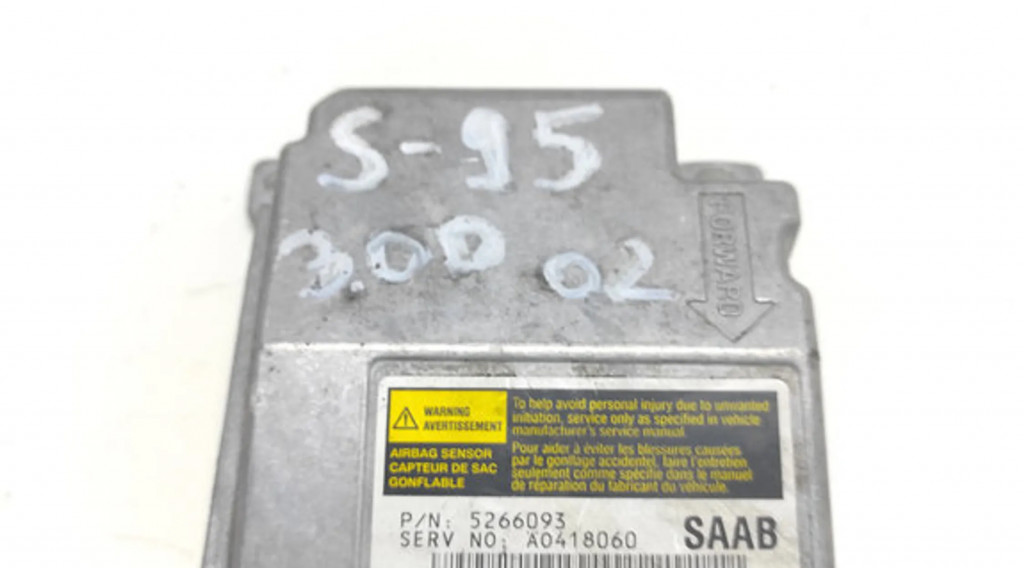 S-95
3.0D 02
FORWARD
WARNING
AVERTISSEMENT
AIRBAG SENSOR
CAPTEUR DE SAC
GONFLABLE
To help avoid personal injury due to unwanted
initiation, service only as specified in vehicle
manufacturer's service manual.
Pour aider à éviter les blessures causées
par le gonflage accidentel, faire l'entretien
seulement comme spécifié dans le manuel
de réparation du fabricant du véhicule.
P/N: 5266093
SERV NO: A0418060
SAAB